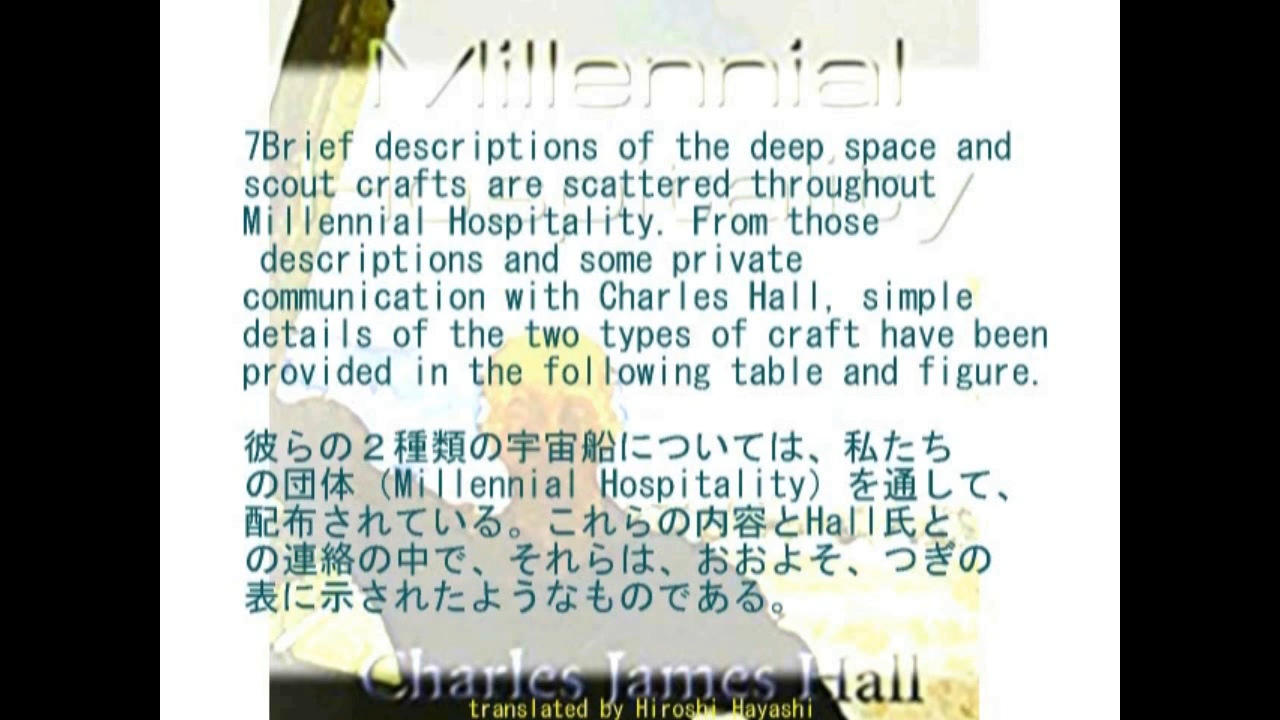 Millennial
7Brief descriptions of the deep space and
scout crafts are scattered throughout
Millennial Hospitality. From those
descriptions and some private
communication with Charles Hall, simple
details of the two types of craft have been
provided in the following table and figure.
彼らの２種類の宇宙船については、私たち
の団体（Millennial Hospitality）を通して、
配布されている。これらの内容とHall氏と
の連絡の中で、それらは、おおよそ、つぎの
表に示されたようなものである。
Charles James Hall
translated by Hiroshi Hayashi